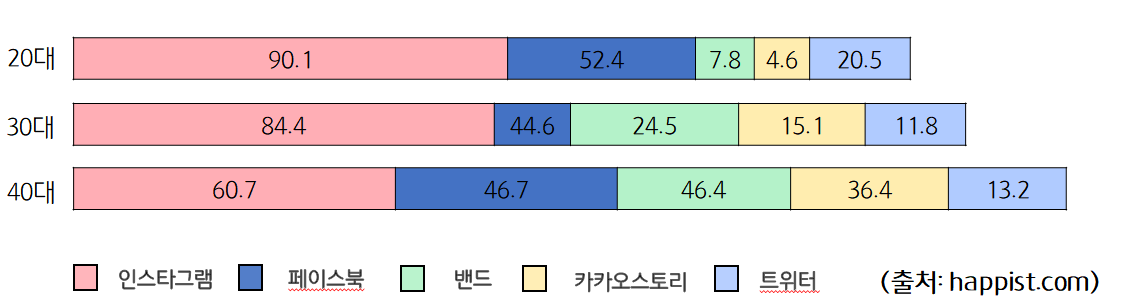 20대 90.1 52.4 7.8 4.6 20.5
30대 84.4 44.6 24.5 15.1 11.8
40대 60.7 46.7 46.4 36.4 13.2
인스타그램 페이스북 밴드 카카오스토리 트위터 (출처: happist.com)